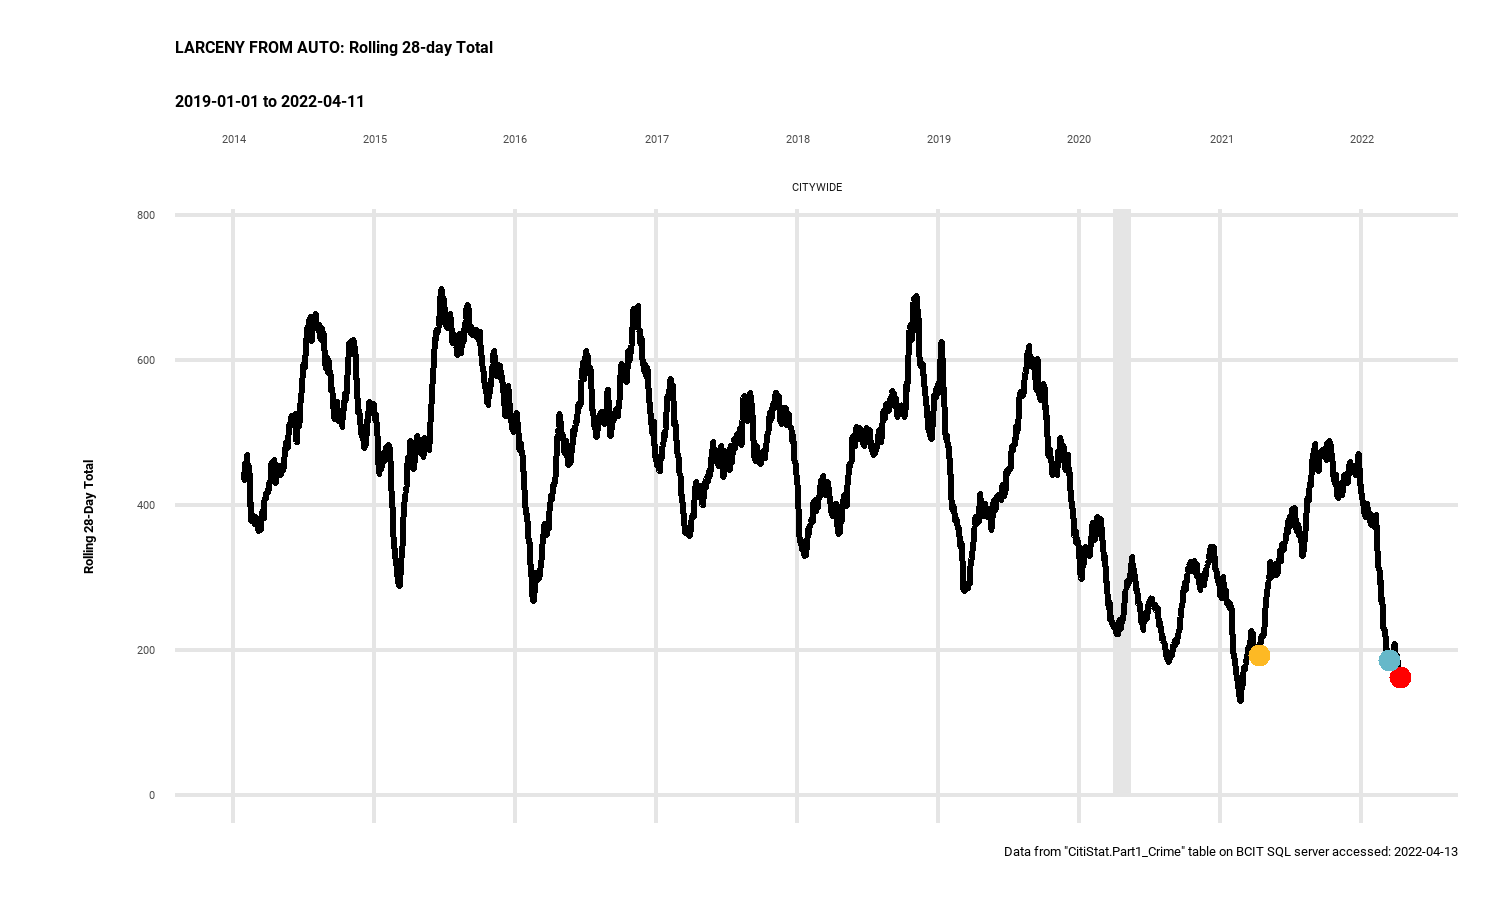 LARCENY FROM AUTO: Rolling 28-day Total
2019-01-01 to 2022-04-11
2014 2015 2016 2017 2018 2019 2020 2021 2022
CITYWIDE
800
600
400
200
0
Rolling 28-Day Total
Data from "CitiStat.Part1_Crime" table on BCIT SQL server accessed: 2022-04-13